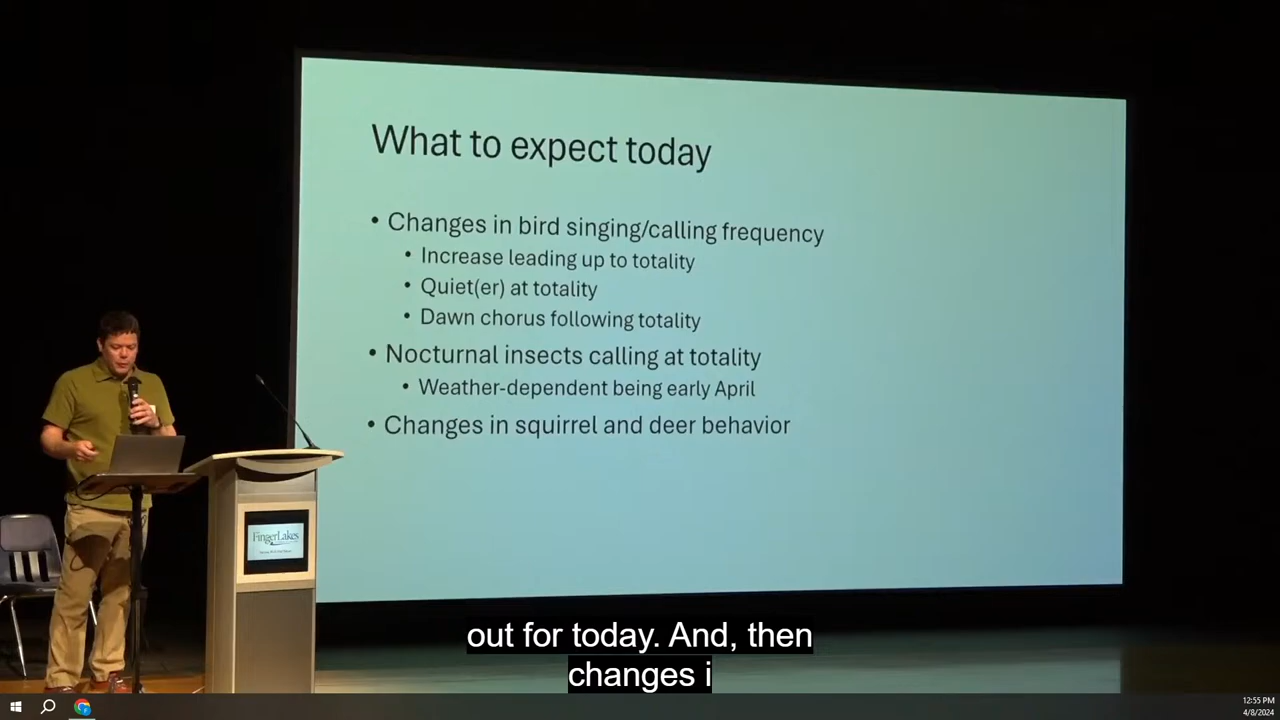 What to expect today
• Changes in bird singing/calling frequency
• Increase leading up to totality
• Quiet(er) at totality
• Dawn chorus following totality
• Nocturnal insects calling at totality
• Weather-dependent being early April
• Changes in squirrel and deer behavior
FingerLakes
out for today. And, then
changes i
12:55 PM
4/8/2024